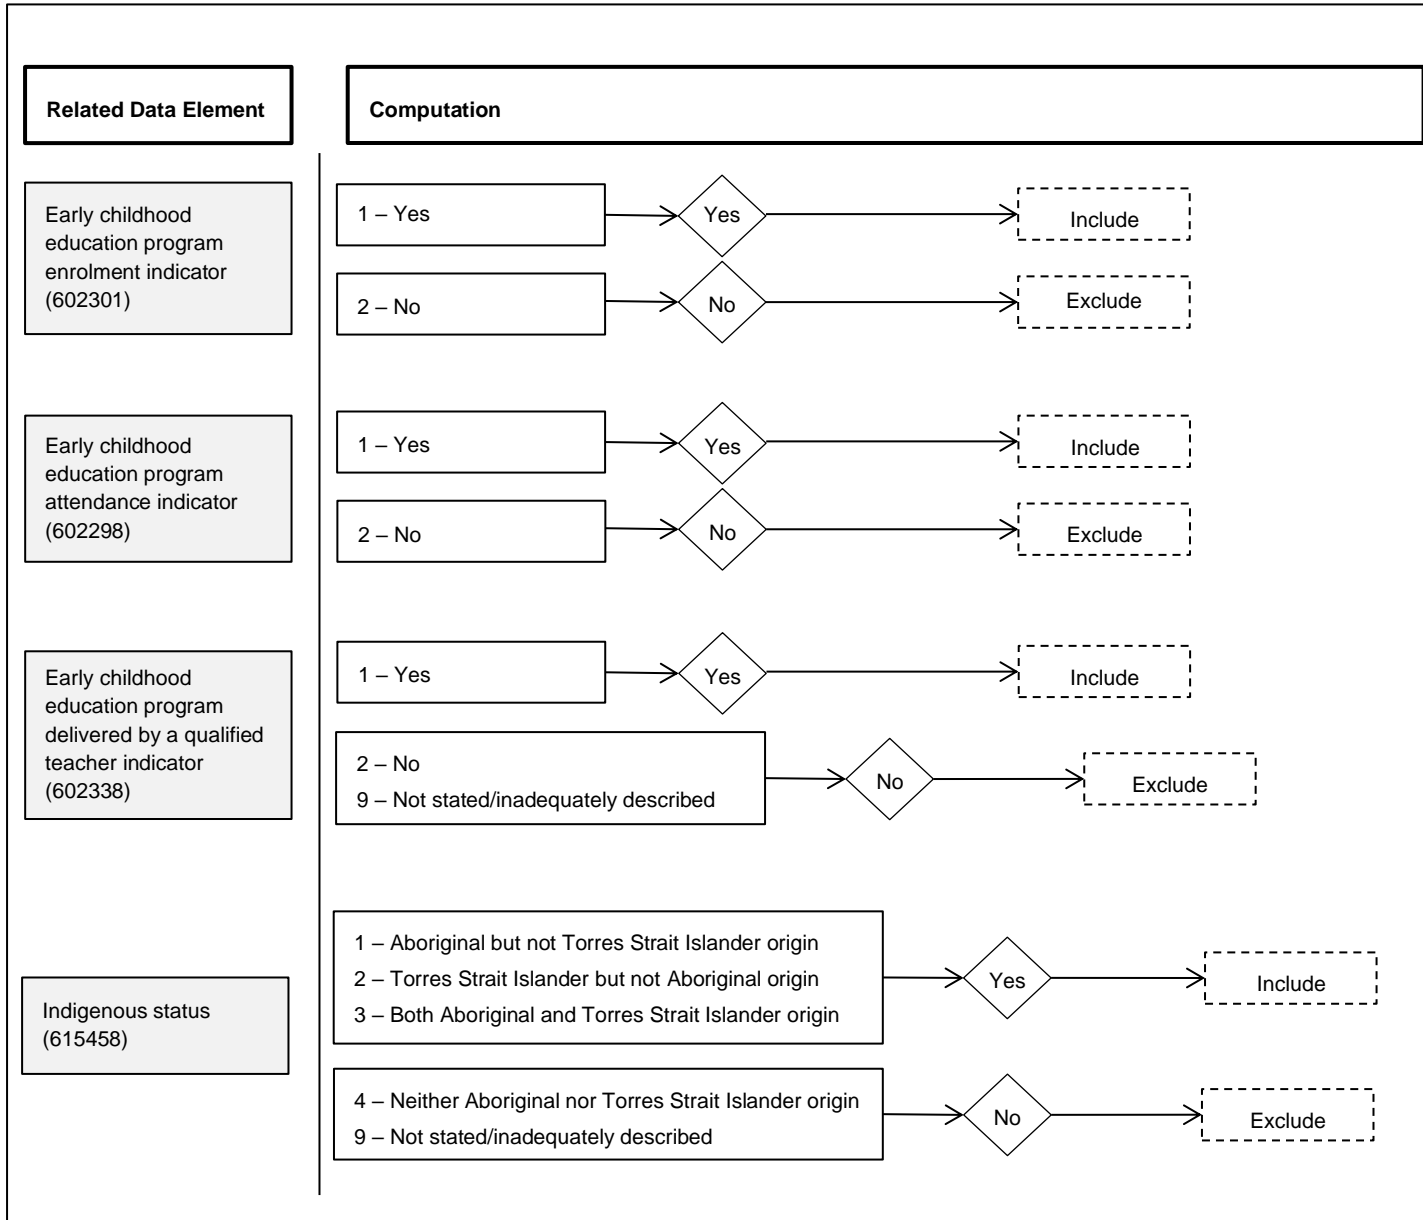 Related Data Element
Computation
Early childhood
education program
enrolment indicator
(602301)
1 – Yes
Yes
Include
2 – No
No
Exclude
Early childhood
education program
attendance indicator
(602298)
1 – Yes
Yes
Include
2 – No
No
Exclude
Early childhood
education program
delivered by a qualified
teacher indicator
(602338)
1 – Yes
Yes
Include
2 – No
9 – Not stated/inadequately described
No
Exclude
Indigenous status
(615458)
1 – Aboriginal but not Torres Strait Islander origin
2 – Torres Strait Islander but not Aboriginal origin
3 – Both Aboriginal and Torres Strait Islander origin
Yes
Include
4 – Neither Aboriginal nor Torres Strait Islander origin
9 – Not stated/inadequately described
No
Exclude